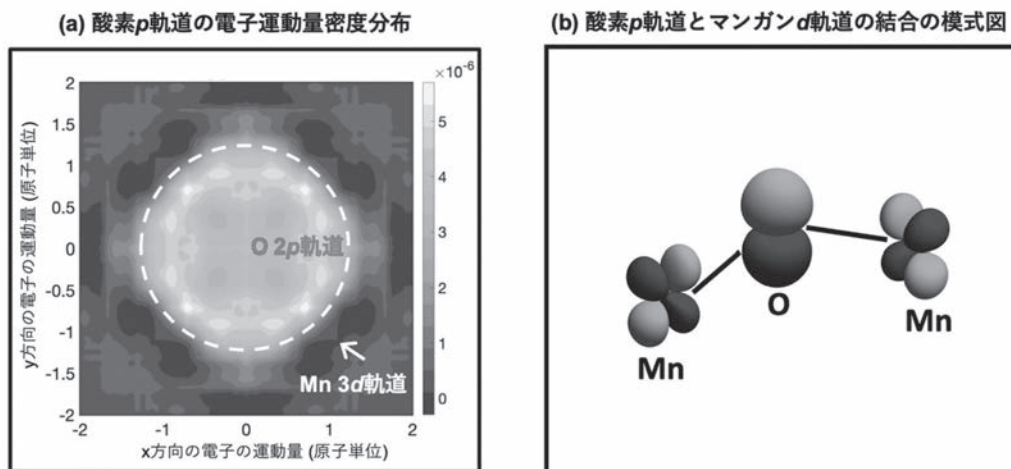 (a) 酸素p軌道の電子運動量密度分布
×10-6
2
1.5
1
0.5
0
-0.5
-1
-1.5
-2
y方向の電子の運動量 (原子単位)
-2
-1
0
1
2
x方向の電子の運動量 (原子単位)
5
4
3
2
1
0
O 2p軌道
Mn 3d軌道
(b) 酸素p軌道とマンガンd軌道の結合の模式図
O
Mn
Mn